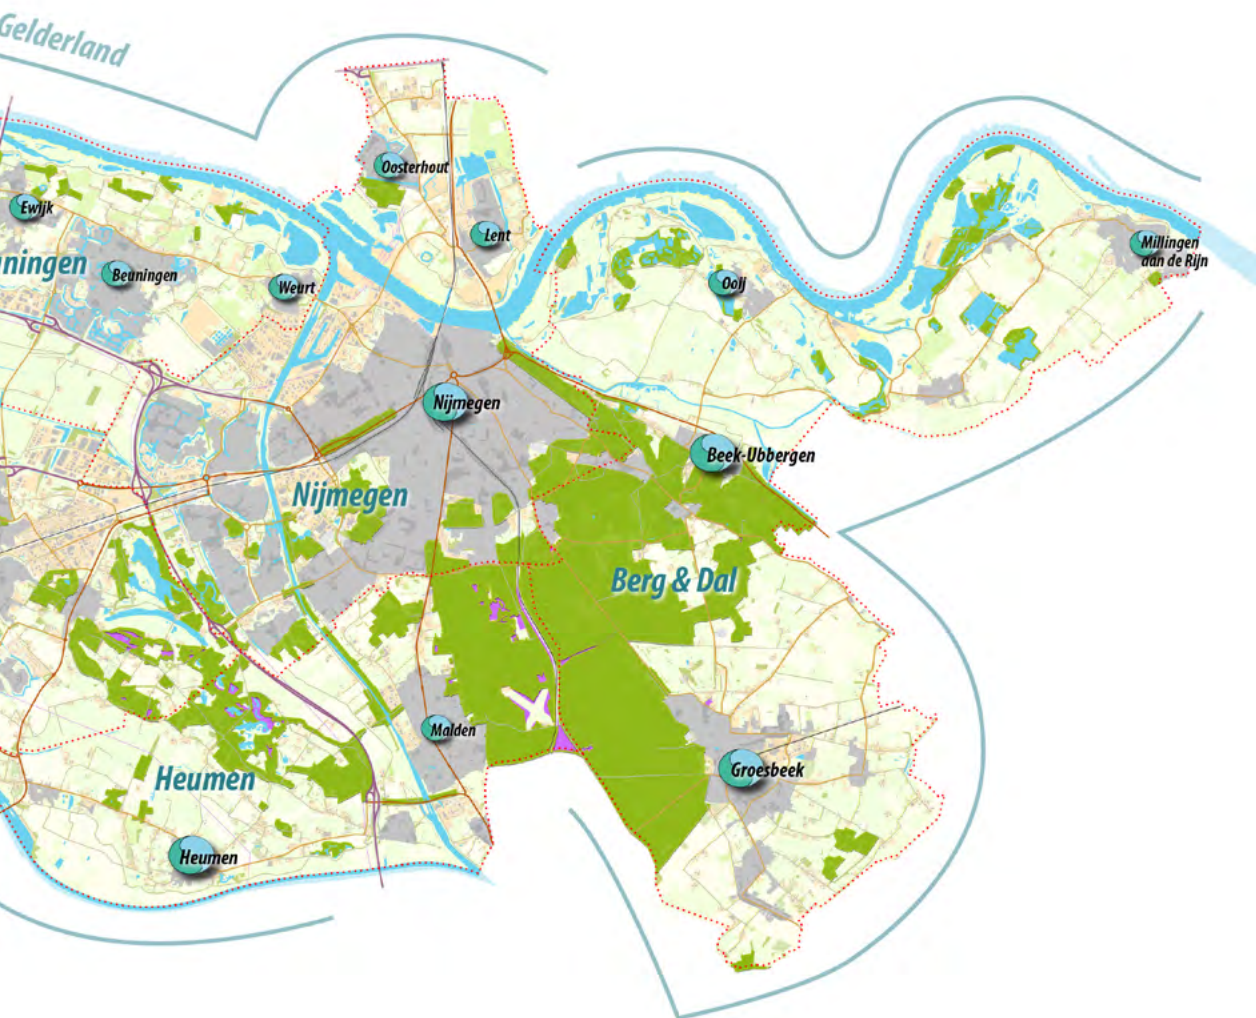 Gelderland
Oosterhout
Ewijk
Lent
Millingen
aan de Rijn
ningen
Beuningen
Weurt
Ooij
Nijmegen
Beek-Ubbergen
Nijmegen
Berg & Dal
Malden
Groesbeek
Heumen
Heumen